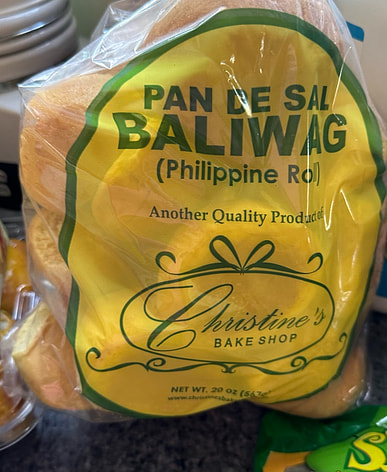 PAN DE SAL
BALIWAG
(Philippine Roll)
Another Quality Product of
Christine's
BAKE SHOP
NET WT. 20 OZ